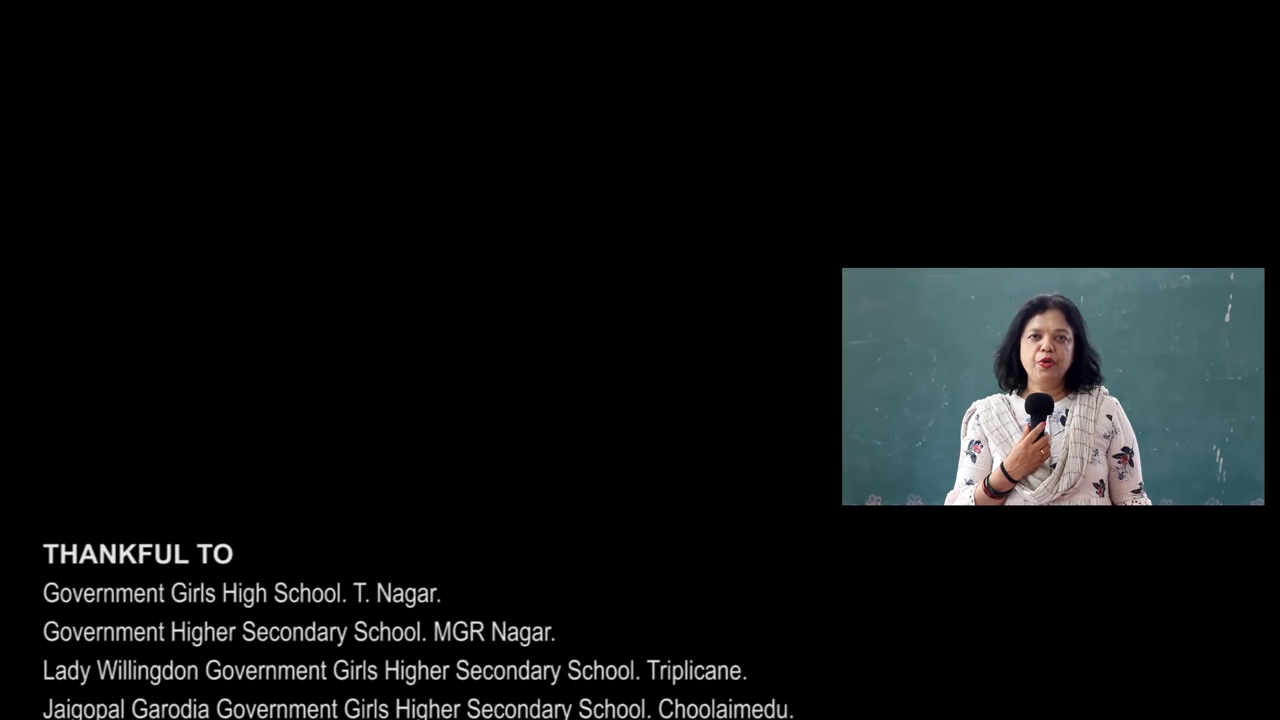 THANKFUL TO
Government Girls High School. T. Nagar.
Government Higher Secondary School. MGR Nagar.
Lady Willingdon Government Girls Higher Secondary School. Triplicane.
Jaigopal Garodia Government Girls Higher Secondary School. Choolaimedu.